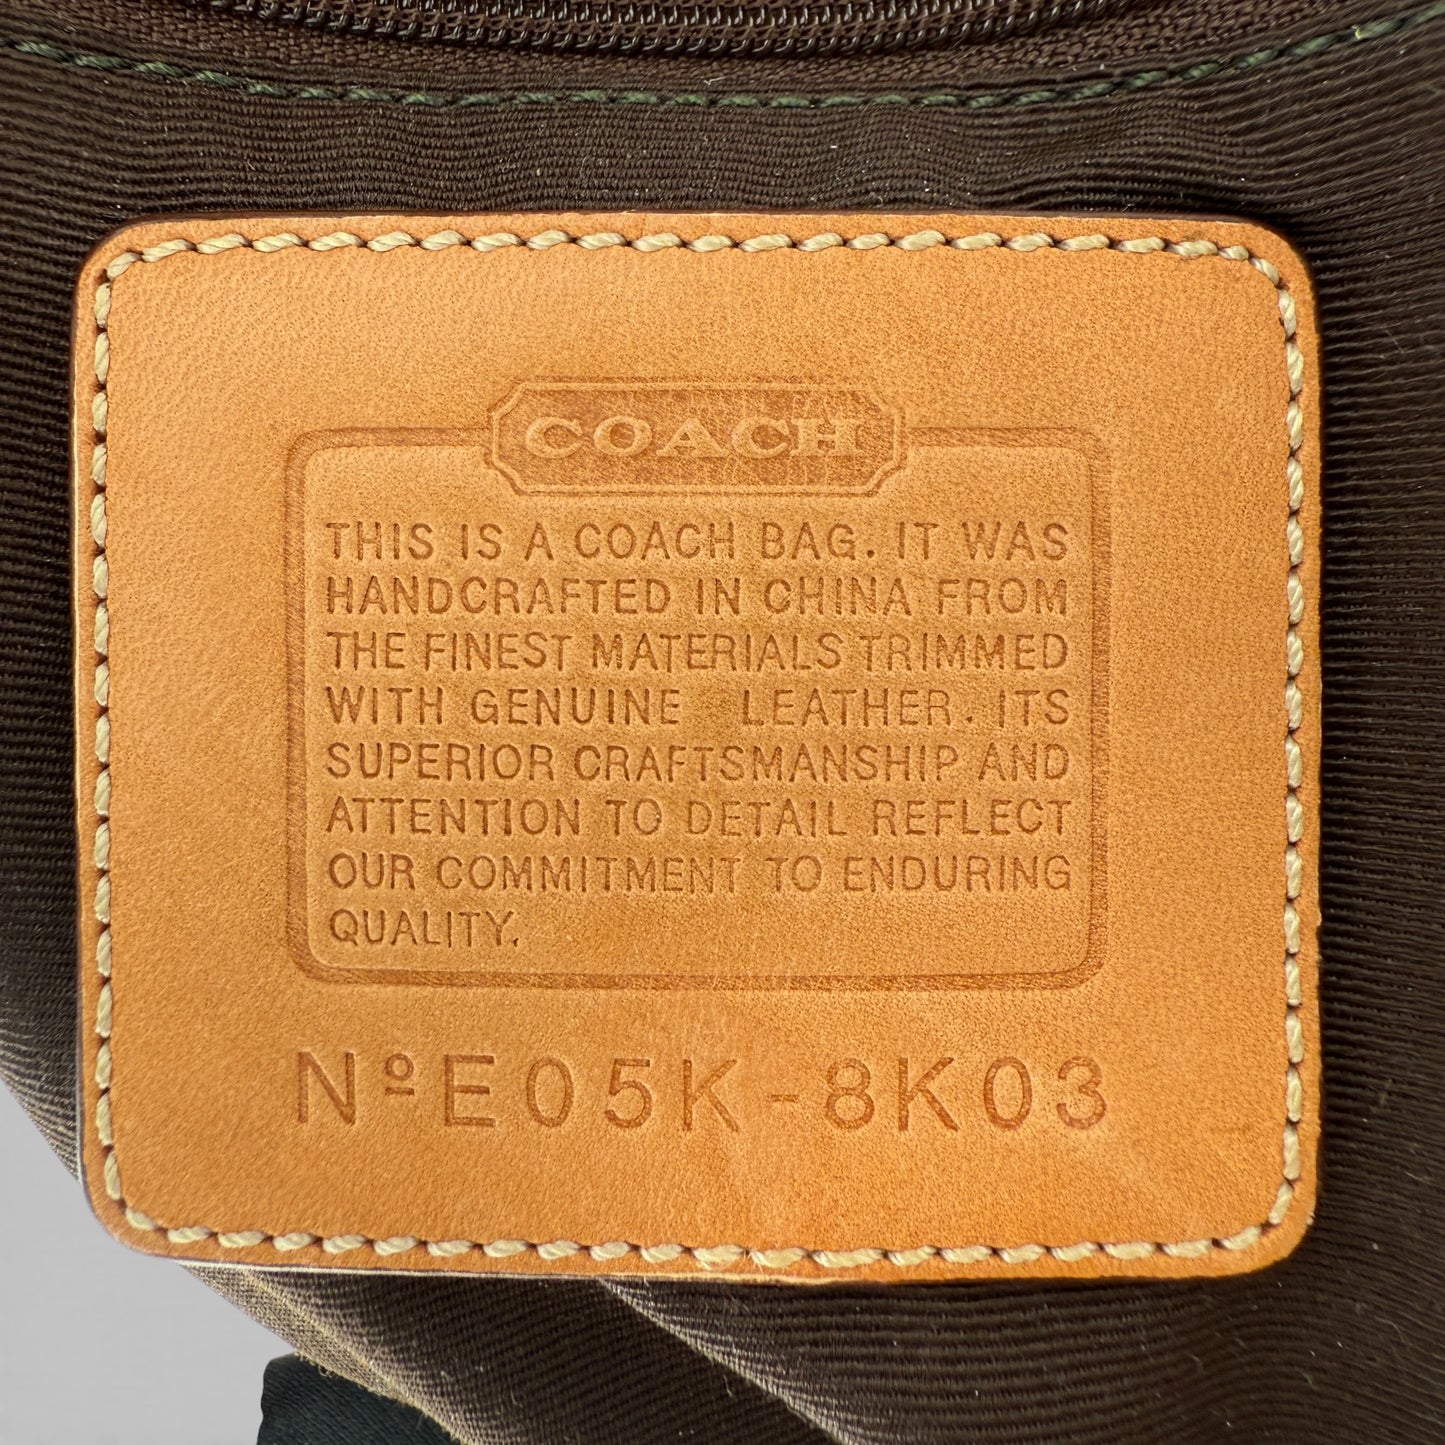 COACH
THIS IS A COACH BAG. IT WAS
HANDCRAFTED IN CHINA FROM
THE FINEST MATERIALS TRIMMED
WITH GENUINE LEATHER. ITS
SUPERIOR CRAFTSMANSHIP AND
ATTENTION TO DETAIL REFLECT
OUR COMMITMENT TO ENDURING
QUALITY.
Nº E05K-8K03